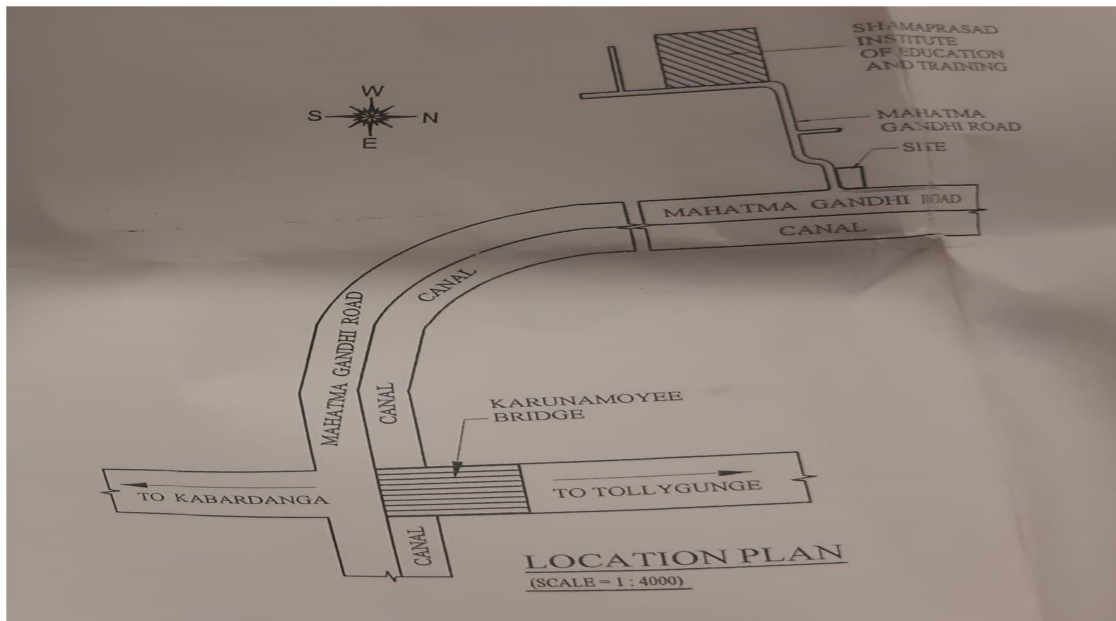 SHAMAPRASAD
INSTITUTE
OF EDUCATION
AND TRAINING
W
S N
E
MAHATMA
GANDHI ROAD
SITE
MAHATMA GANDHI ROAD
CANAL
CANAL
MAHATMA GANDHI ROAD
CANAL
KARUNAMOYEE
BRIDGE
TO KABARDANGA
TO TOLLYGUNGE
CANAL
LOCATION PLAN
(SCALE = 1 : 4000)